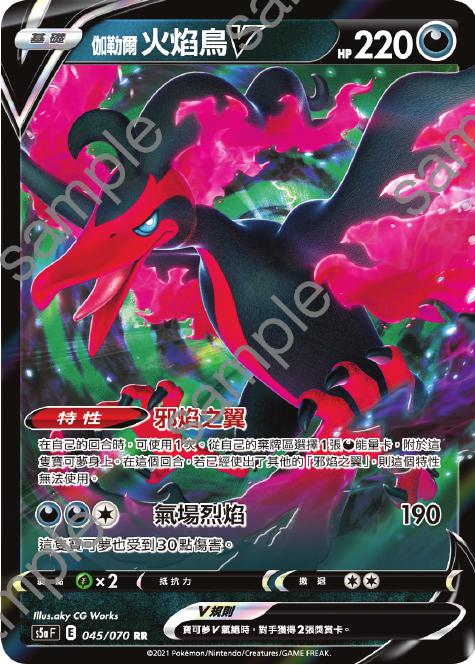 基礎 伽勒爾 火焰鳥V HP 220
sample
sample
sample
sample
sample
特性 邪焰之翼
在自己的回合時，可使用1次。從自己的棄牌區選擇1張能量卡，附於這
隻寶可夢身上。在這個回合，若已經使出了其他的「邪焰之翼」，則這個特性
無法使用。
氣場烈焰 190
這隻寶可夢也受到30點傷害。
弱點 ×2 抵抗力 撤退
Illus.aky CG Works
V規則
s5a F E 045/070 RR
寶可夢V氣絕時，對手獲得2張獎賞卡。
©2021 Pokémon/Nintendo/Creatures/GAME FREAK.